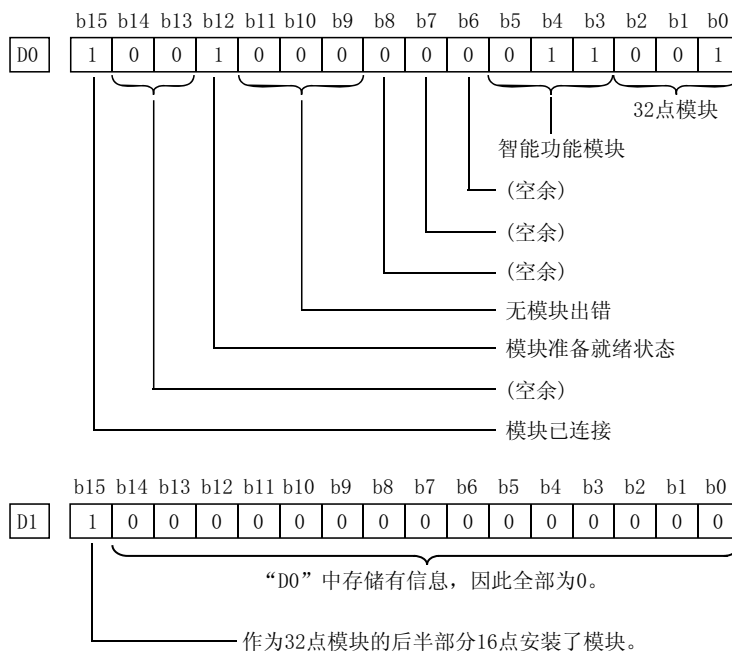 b15 b14 b13 b12 b11 b10 b9 b8 b7 b6 b5 b4 b3 b2 b1 b0
D0 1 0 0 1 0 0 0 0 0 0 0 1 1 0 0 1
32点模块
智能功能模块
(空余)
(空余)
(空余)
无模块出错
模块准备就绪状态
(空余)
模块已连接
b15 b14 b13 b12 b11 b10 b9 b8 b7 b6 b5 b4 b3 b2 b1 b0
D1 1 0 0 0 0 0 0 0 0 0 0 0 0 0 0 0
“D0”中存储有信息，因此全部为0。
作为32点模块的后半部分16点安装了模块。